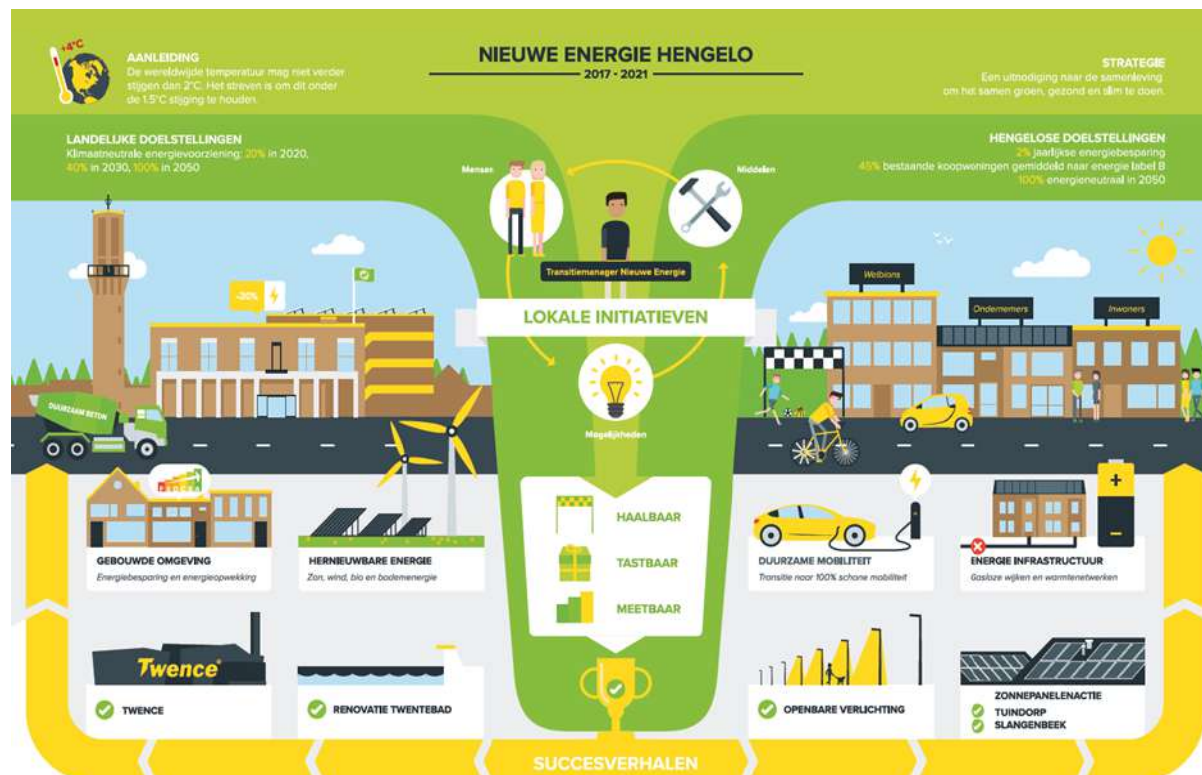 +4°C
AANLEIDING
De wereldwijde temperatuur mag niet verder
stijgen dan 2°C. Het streven is om dit onder
de 1.5°C stijging te houden.
NIEUWE ENERGIE HENGELO
2017 - 2021
STRATEGIE
Een uitnodiging naar de samenleving
om het samen groen, gezond en slim te doen.
LANDELIJKE DOELSTELLINGEN
Klimaatneutrale energievoorziening: 20% in 2020,
40% in 2030, 100% in 2050
HENGELOSE DOELSTELLINGEN
2% jaarlijkse energiebesparing
45% bestaande koopwoningen gemiddeld naar energie label B
100% energieneutraal in 2050
Mensen
Middelen
Transitiemanager Nieuwe Energie
LOKALE INITIATIEVEN
Mogelijkheden
-30%
DUURZAAM BETON
Welbions
Ondernemers
Inwoners
HAALBAAR
TASTBAAR
MEETBAAR
GEBOUWDE OMGEVING
Energiebesparing en energieopwekking
HERNIEUWBARE ENERGIE
Zon, wind, bio en bodemenergie
DUURZAME MOBILITEIT
Transitie naar 100% schone mobiliteit
ENERGIE INFRASTRUCTUUR
Gasloze wijken en warmtenetwerken
Twence
TWENCE
RENOVATIE TWENTEBAD
OPENBARE VERLICHTING
ZONNEPANELENACTIE
TUINDORP
SLANGENBEEK
SUCCESVERHALEN